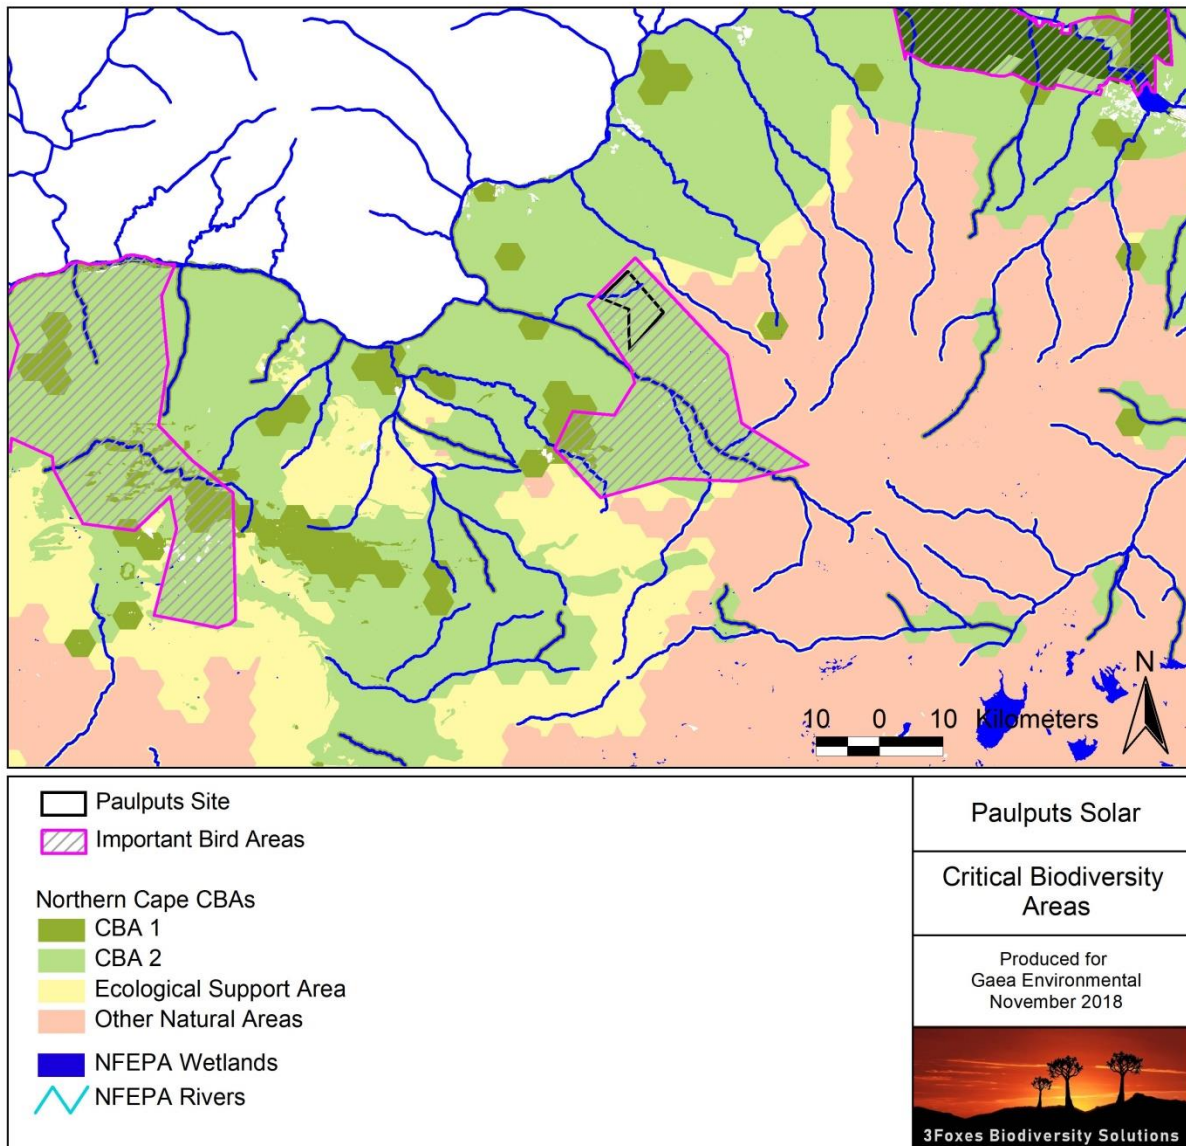 N
10 0 10 Kilometers
Paulputs Site
Important Bird Areas
Northern Cape CBAs
CBA 1
CBA 2
Ecological Support Area
Other Natural Areas
NFEPA Wetlands
NFEPA Rivers
Paulputs Solar
Critical Biodiversity
Areas
Produced for
Gaea Environmental
November 2018
3Foxes Biodiversity Solutions